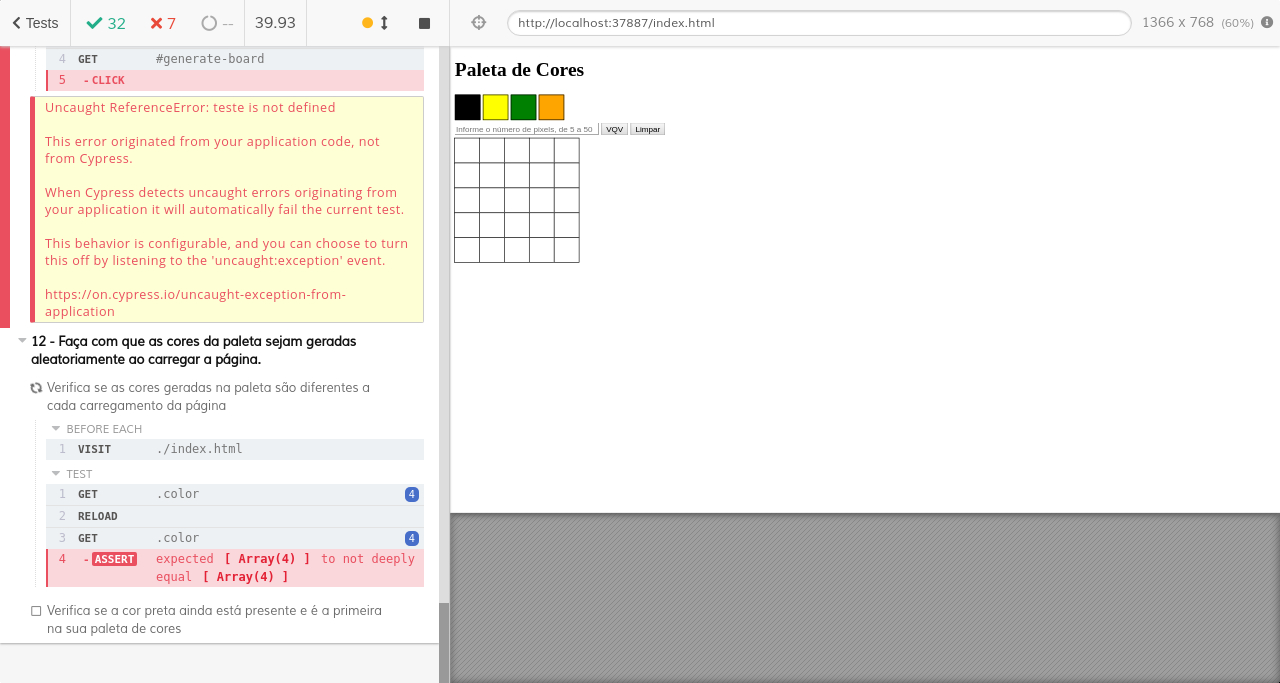 Tests 32 7 -- 39.93 http://localhost:37887/index.html 1366 x 768 (60%)
4 GET #generate-board
5 -CLICK
Uncaught ReferenceError: teste is not defined
This error originated from your application code, not
from Cypress.
When Cypress detects uncaught errors originating from
your application it will automatically fail the current test.
This behavior is configurable, and you can choose to turn
this off by listening to the 'uncaught:exception' event.
https://on.cypress.io/uncaught-exception-from-
application
12 - Faça com que as cores da paleta sejam geradas
aleatoriamente ao carregar a página.
Verifica se as cores geradas na paleta são diferentes a
cada carregamento da página
BEFORE EACH
1 VISIT ./index.html
TEST
1 GET .color 4
2 RELOAD
3 GET .color 4
4 -ASSERT expected [ Array(4) ] to not deeply
equal [ Array(4) ]
Verifica se a cor preta ainda está presente e é a primeira
na sua paleta de cores
Paleta de Cores
Informe o número de pixels, de 5 a 50 VQV Limpar